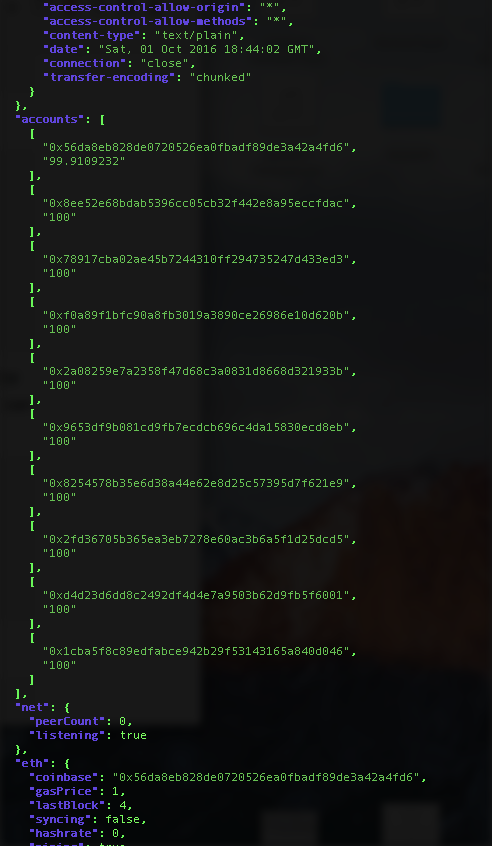 "access-control-allow-origin": "*",
"access-control-allow-methods": "*",
"content-type": "text/plain",
"date": "Sat, 01 Oct 2016 18:44:02 GMT",
"connection": "close",
"transfer-encoding": "chunked"
}
},
"accounts": [
[
"0x56da8eb828de0720526ea0fbadf89de3a42a4fd6",
"99.9109232"
],
[
"0x8ee52e68bdab5396cc05cb32f442e8a95eccfdac",
"100"
],
[
"0x78917cba02ae45b7244310ff294735247d433ed3",
"100"
],
[
"0xf0a89f1bfc90a8fb3019a3890ce26986e10d620b",
"100"
],
[
"0x2a08259e7a2358f47d68c3a0831d8668d321933b",
"100"
],
[
"0x9653df9b081cd9fb7ecdcb696c4da15830ecd8eb",
"100"
],
[
"0x8254578b35e6d38a44e62e8d25c57395d7f621e9",
"100"
],
[
"0x2fd36705b365ea3eb7278e60ac3b6a5f1d25dcd5",
"100"
],
[
"0xd4d23d6dd8c2492df4d4e7a9503b62d9fb5f6001",
"100"
],
[
"0x1cba5f8c89edfabce942b29f53143165a840d046",
"100"
]
],
"net": {
"peerCount": 0,
"listening": true
},
"eth": {
"coinbase": "0x56da8eb828de0720526ea0fbadf89de3a42a4fd6",
"gasPrice": 1,
"lastBlock": 4,
"syncing": false,
"hashrate": 0,